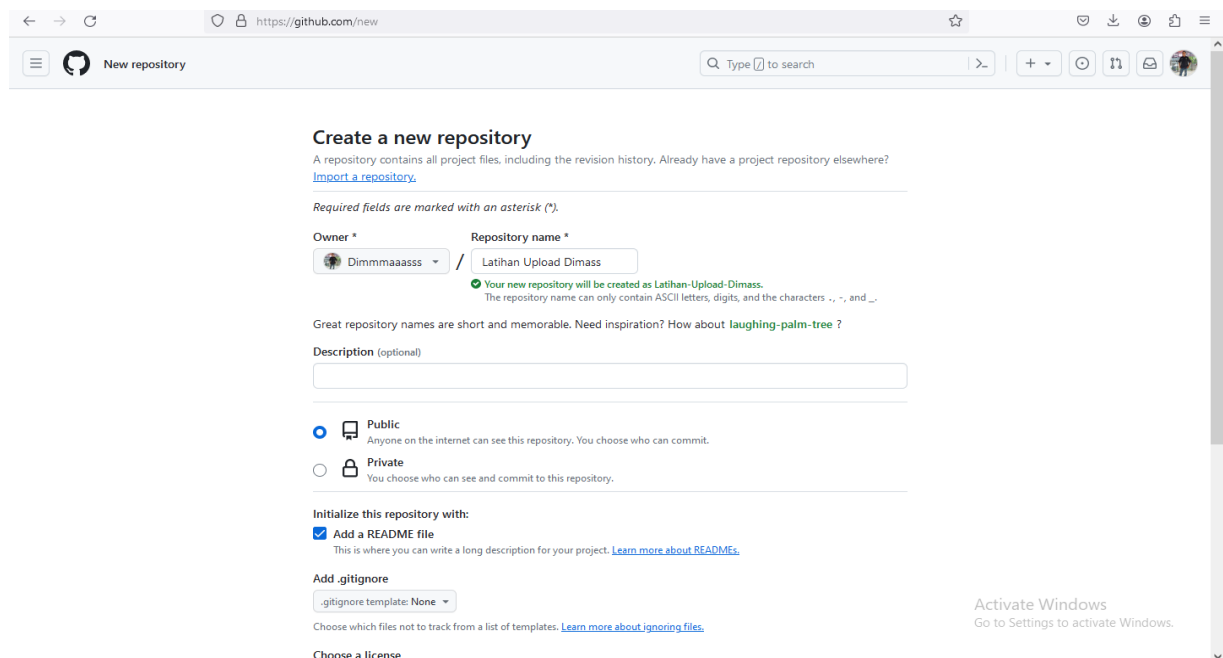 https://github.com/new
New repository
Type / to search
Create a new repository
A repository contains all project files, including the revision history. Already have a project repository elsewhere?
Import a repository.
Required fields are marked with an asterisk (*).
Owner * Repository name *
Dimmmaaasss / Latihan Upload Dimass
Your new repository will be created as Latihan-Upload-Dimass.
The repository name can only contain ASCII letters, digits, and the characters ., -, and _.
Great repository names are short and memorable. Need inspiration? How about laughing-palm-tree ?
Description (optional)
Public
Anyone on the internet can see this repository. You choose who can commit.
Private
You choose who can see and commit to this repository.
Initialize this repository with:
Add a README file
This is where you can write a long description for your project. Learn more about READMEs.
Add .gitignore
.gitignore template: None
Choose which files not to track from a list of templates. Learn more about ignoring files.
Choose a license
Activate Windows
Go to Settings to activate Windows.